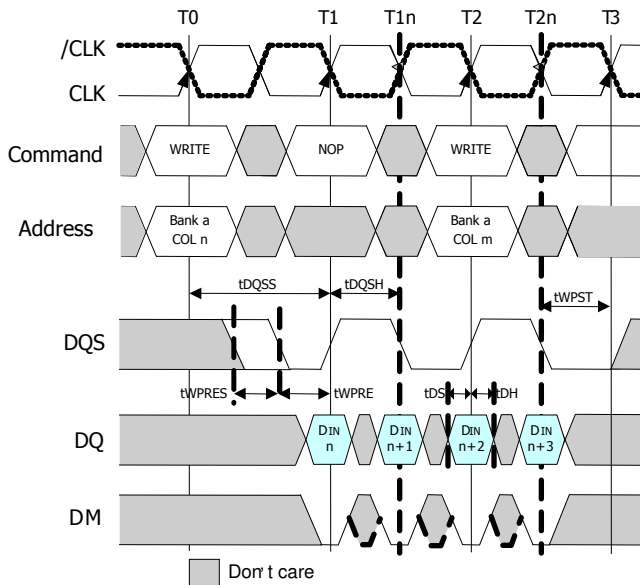 T0 T1 T1n T2 T2n T3
/CLK
CLK
Command WRITE NOP WRITE
Address Bank a COL n Bank a COL m
tDQSS tDQSH tWPST
DQS
tWPRES tWPRE tDS tDH
DQ DIN n DIN n+1 DIN n+2 DIN n+3
DM
Don't care